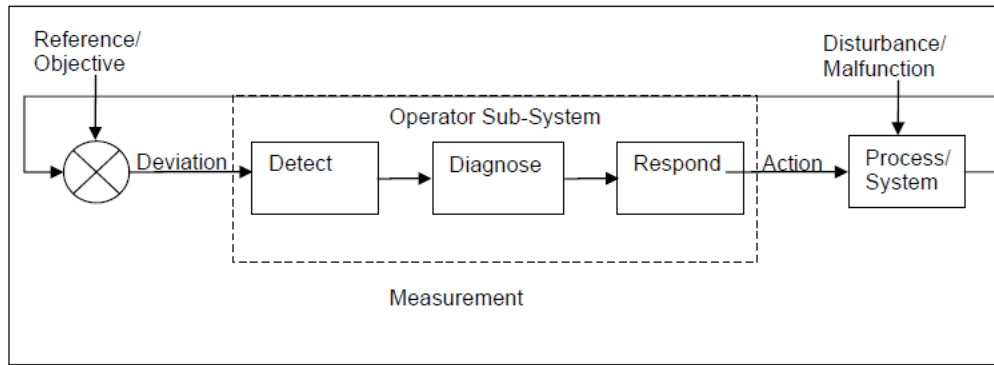 Reference/
Objective
Disturbance/
Malfunction
Operator Sub-System
Deviation
Detect
Diagnose
Respond
Action
Process/
System
Measurement